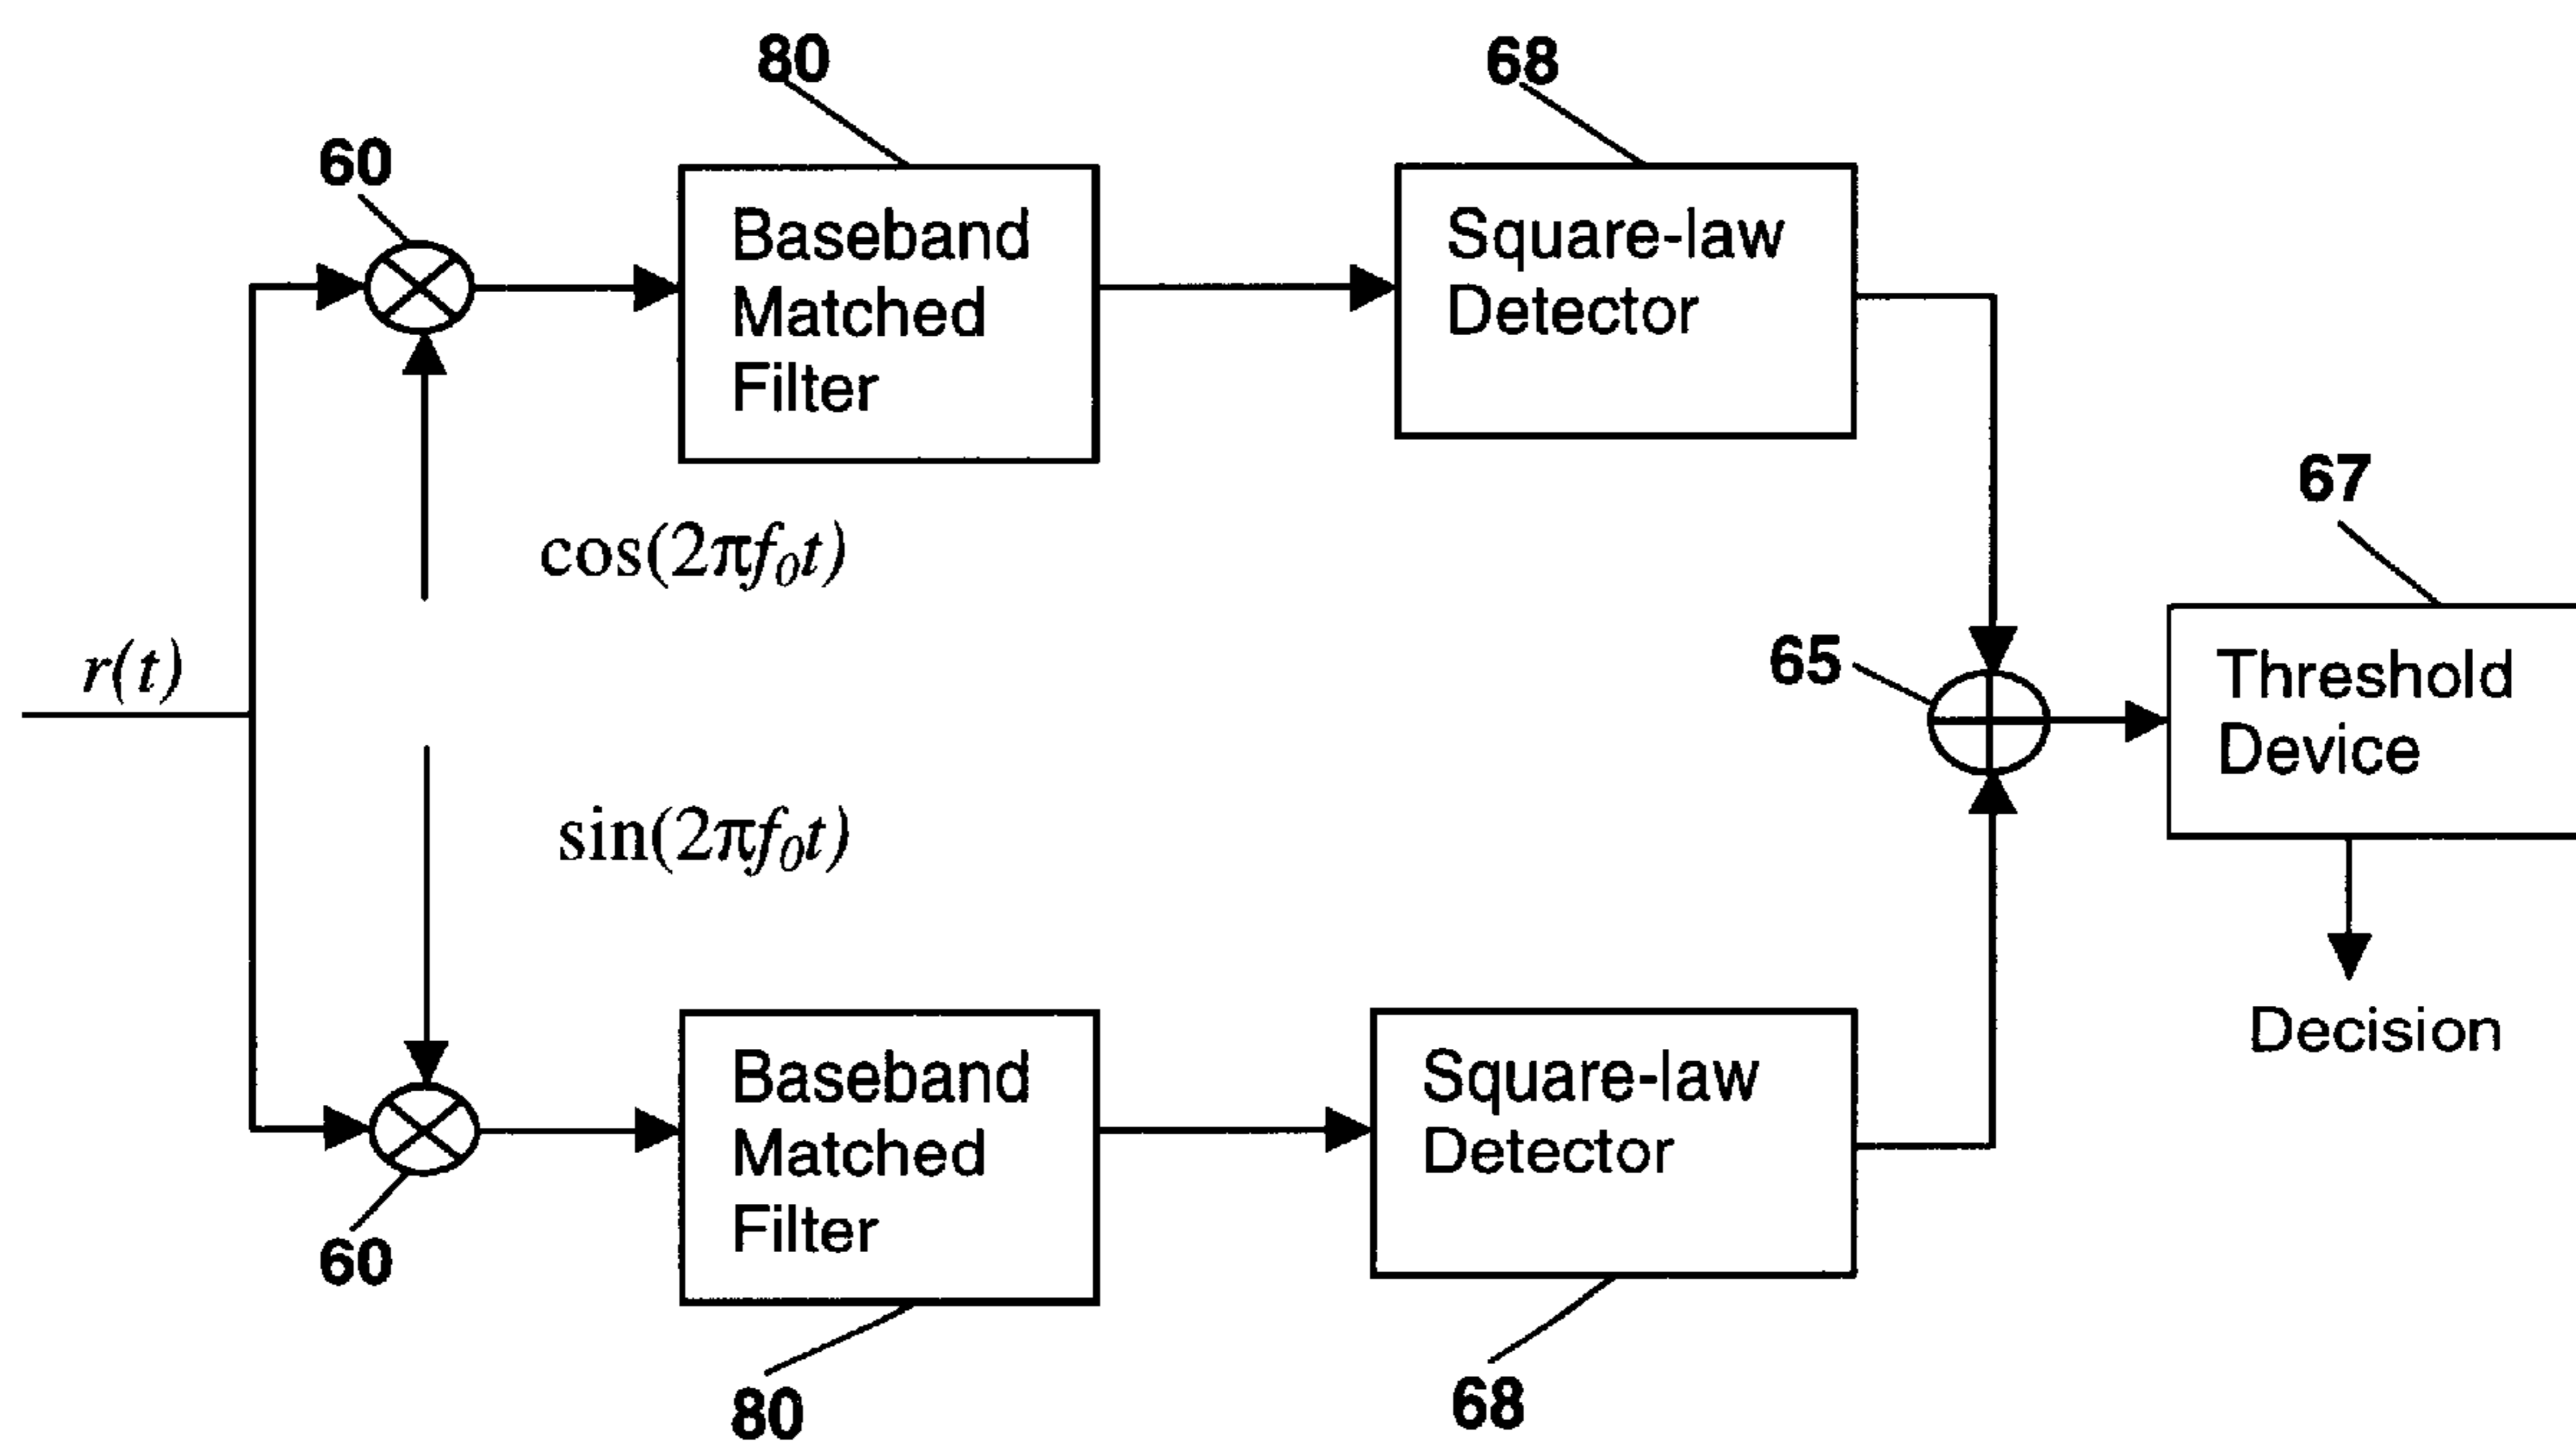 80
68
60
Baseband
Matched
Filter
Square-law
Detector
cos(2πf₀t)
67
r(t)
65
Threshold
Device
sin(2πf₀t)
Decision
Baseband
Matched
Filter
Square-law
Detector
60
80
68